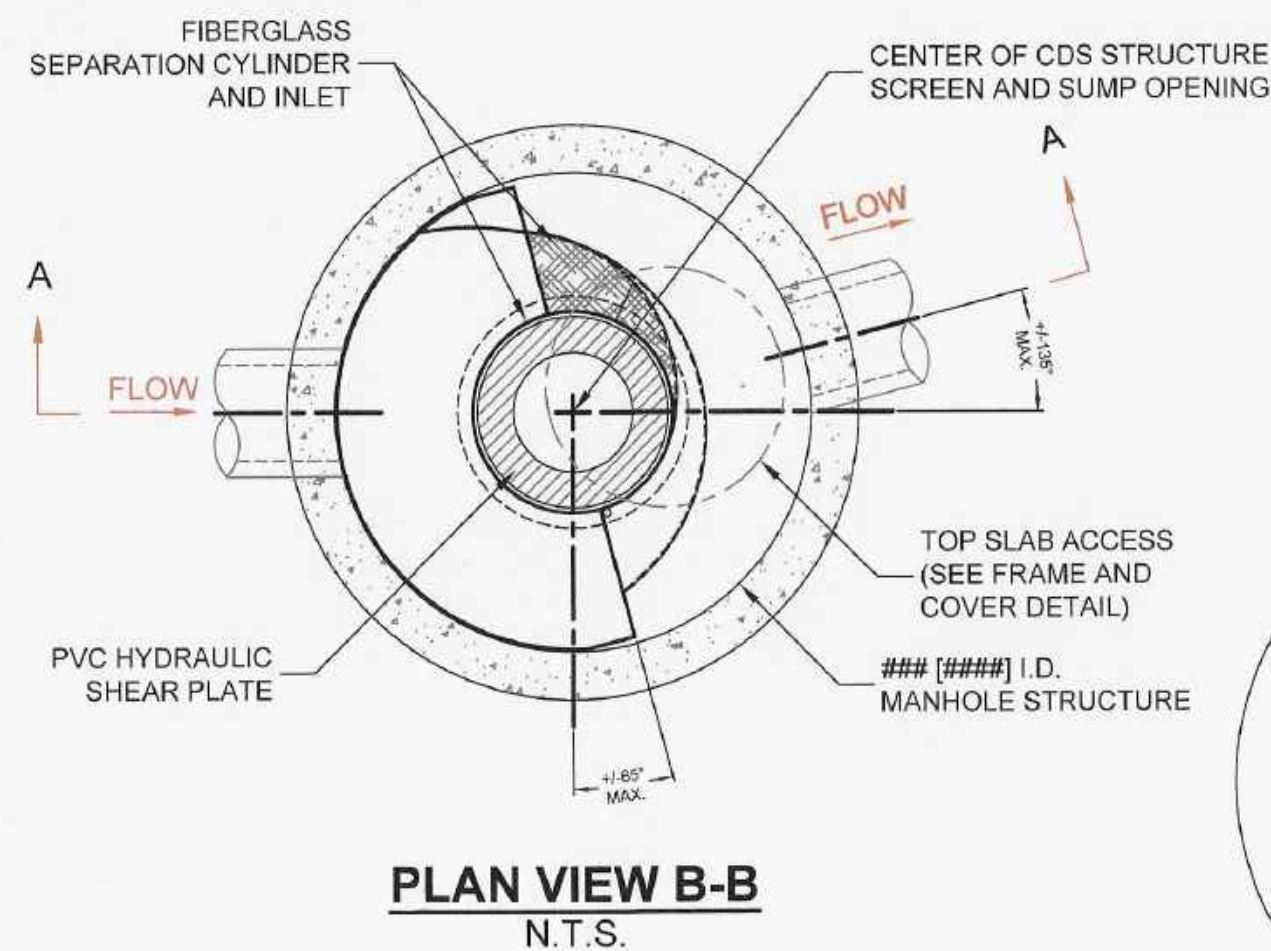 FIBERGLASS
SEPARATION CYLINDER
AND INLET
CENTER OF CDS STRUCTURE
SCREEN AND SUMP OPENING
A
A
FLOW
FLOW
+/-135°
MAX.
TOP SLAB ACCESS
(SEE FRAME AND
COVER DETAIL)
PVC HYDRAULIC
SHEAR PLATE
### [####] I.D.
MANHOLE STRUCTURE
+/-65°
MAX.
PLAN VIEW B-B
N.T.S.